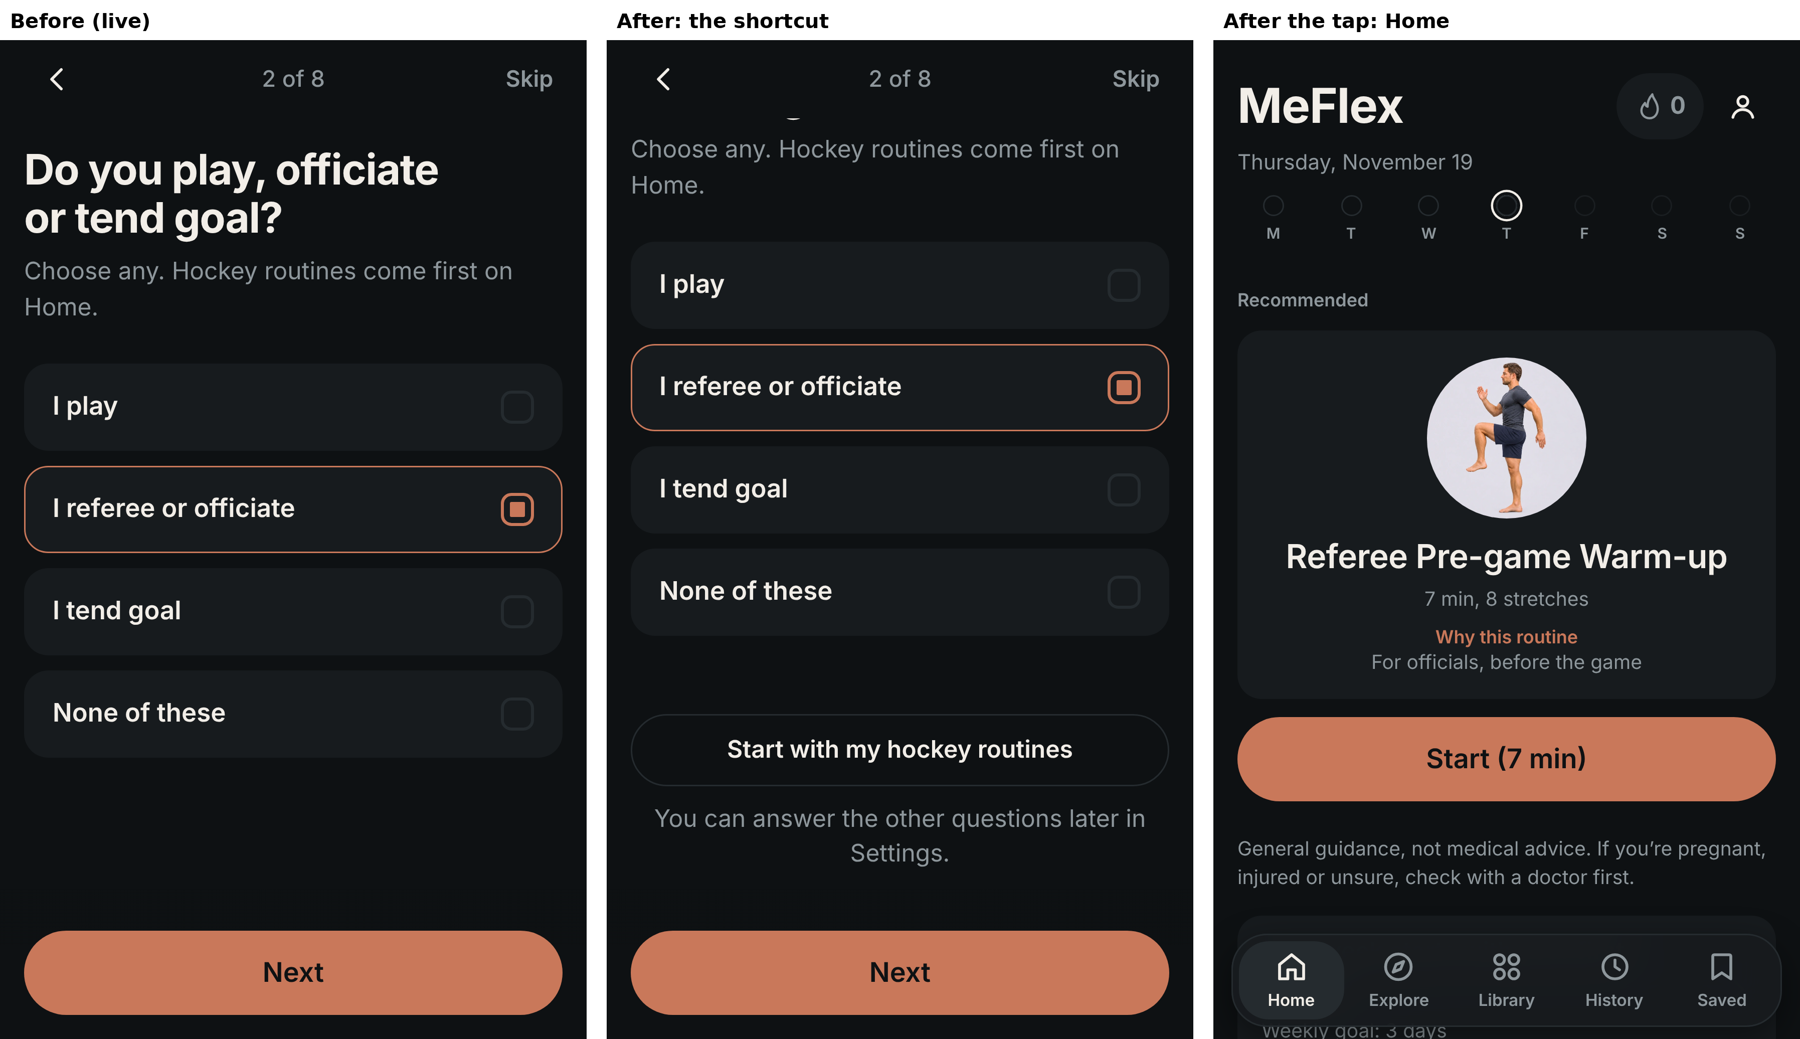 Before (live)
2 of 8
Skip
Do you play, officiate
or tend goal?
Choose any. Hockey routines come first on
Home.
I play
I referee or officiate
I tend goal
None of these
Next
After: the shortcut
2 of 8
Skip
Choose any. Hockey routines come first on
Home.
I play
I referee or officiate
I tend goal
None of these
Start with my hockey routines
You can answer the other questions later in
Settings.
Next
After the tap: Home
MeFlex
0
Thursday, November 19
M T W T F S S
Recommended
Referee Pre-game Warm-up
7 min, 8 stretches
Why this routine
For officials, before the game
Start (7 min)
General guidance, not medical advice. If you’re pregnant,
injured or unsure, check with a doctor first.
Home Explore Library History Saved
Weekly goal: 3 days